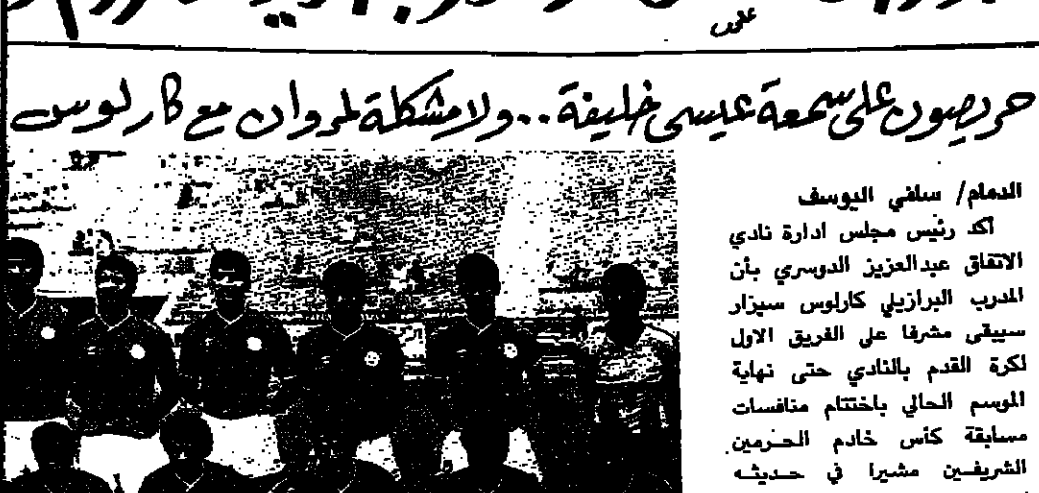 حريصون على سمعة عيسى خليفة.. ولا مشكلة لمروان مع كارلوس
الدمام/ سافي اليوسف
اكد رئيس مجلس ادارة نادي
الاتفاق عبدالعزيز الدوسري بأن
المدرب البرازيلي كارلوس سيزار
سيبقى مشرفا على الفريق الاول
لكرة القدم بالنادي حتى نهاية
الموسم الحالي باختتام منافسات
مسابقة كأس خادم الحرمين
الشريفين مشيرا في حديثه